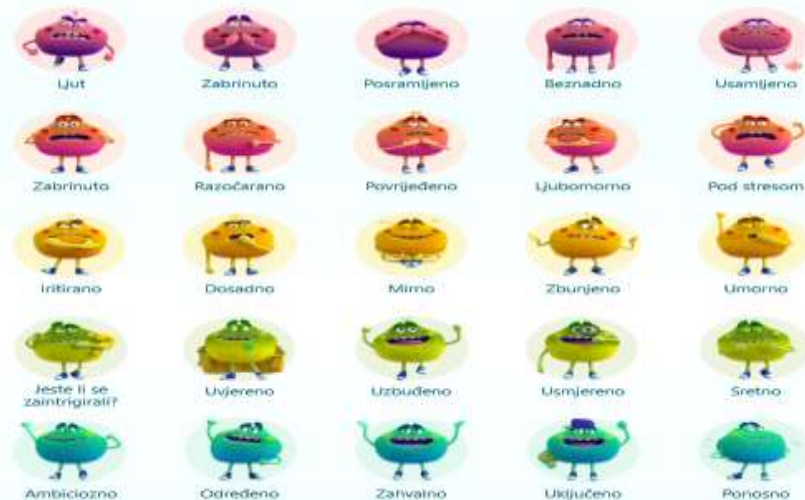 Ljut
Zabrinuto
Posramljeno
Beznadno
Usamljeno
Zabrinuto
Razočarano
Povrijeđeno
Ljubomorno
Pod stresom
Iritirano
Dosadno
Mirno
Zbunjeno
Umorno
Jeste li se
zaintrigirali?
Uvjereno
Uzbuđeno
Usmjereno
Sretno
Ambiciozno
Određeno
Zahvalno
Uključeno
Ponosno